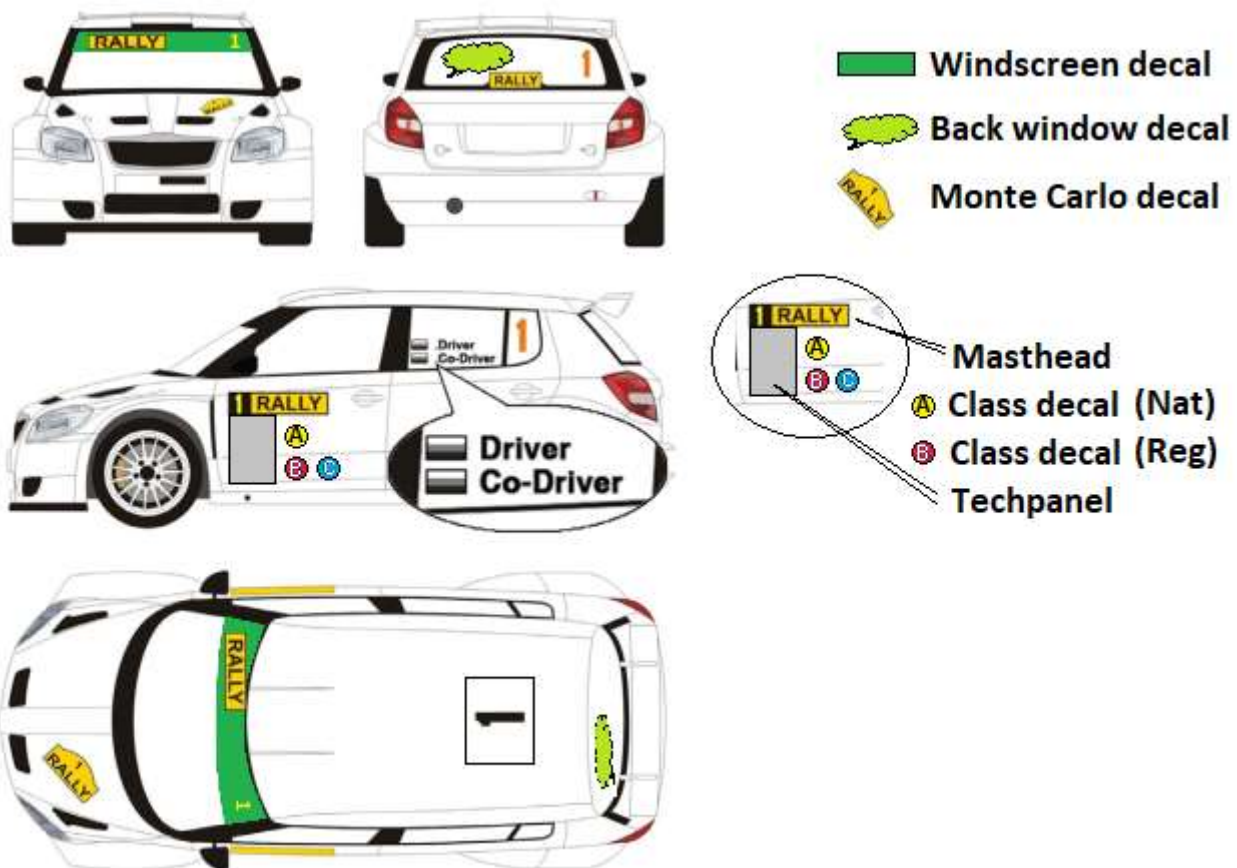 RALLY 1
1
RALLY
Windscreen decal
Back window decal
1
RALLY
Monte Carlo decal
RALLY
Driver
Co-Driver
1
1 RALLY
A
B C
Driver
Co-Driver
1 RALLY
A
B C
Masthead
A Class decal (Nat)
B Class decal (Reg)
Techpanel
RALLY
1
RALLY
1
1